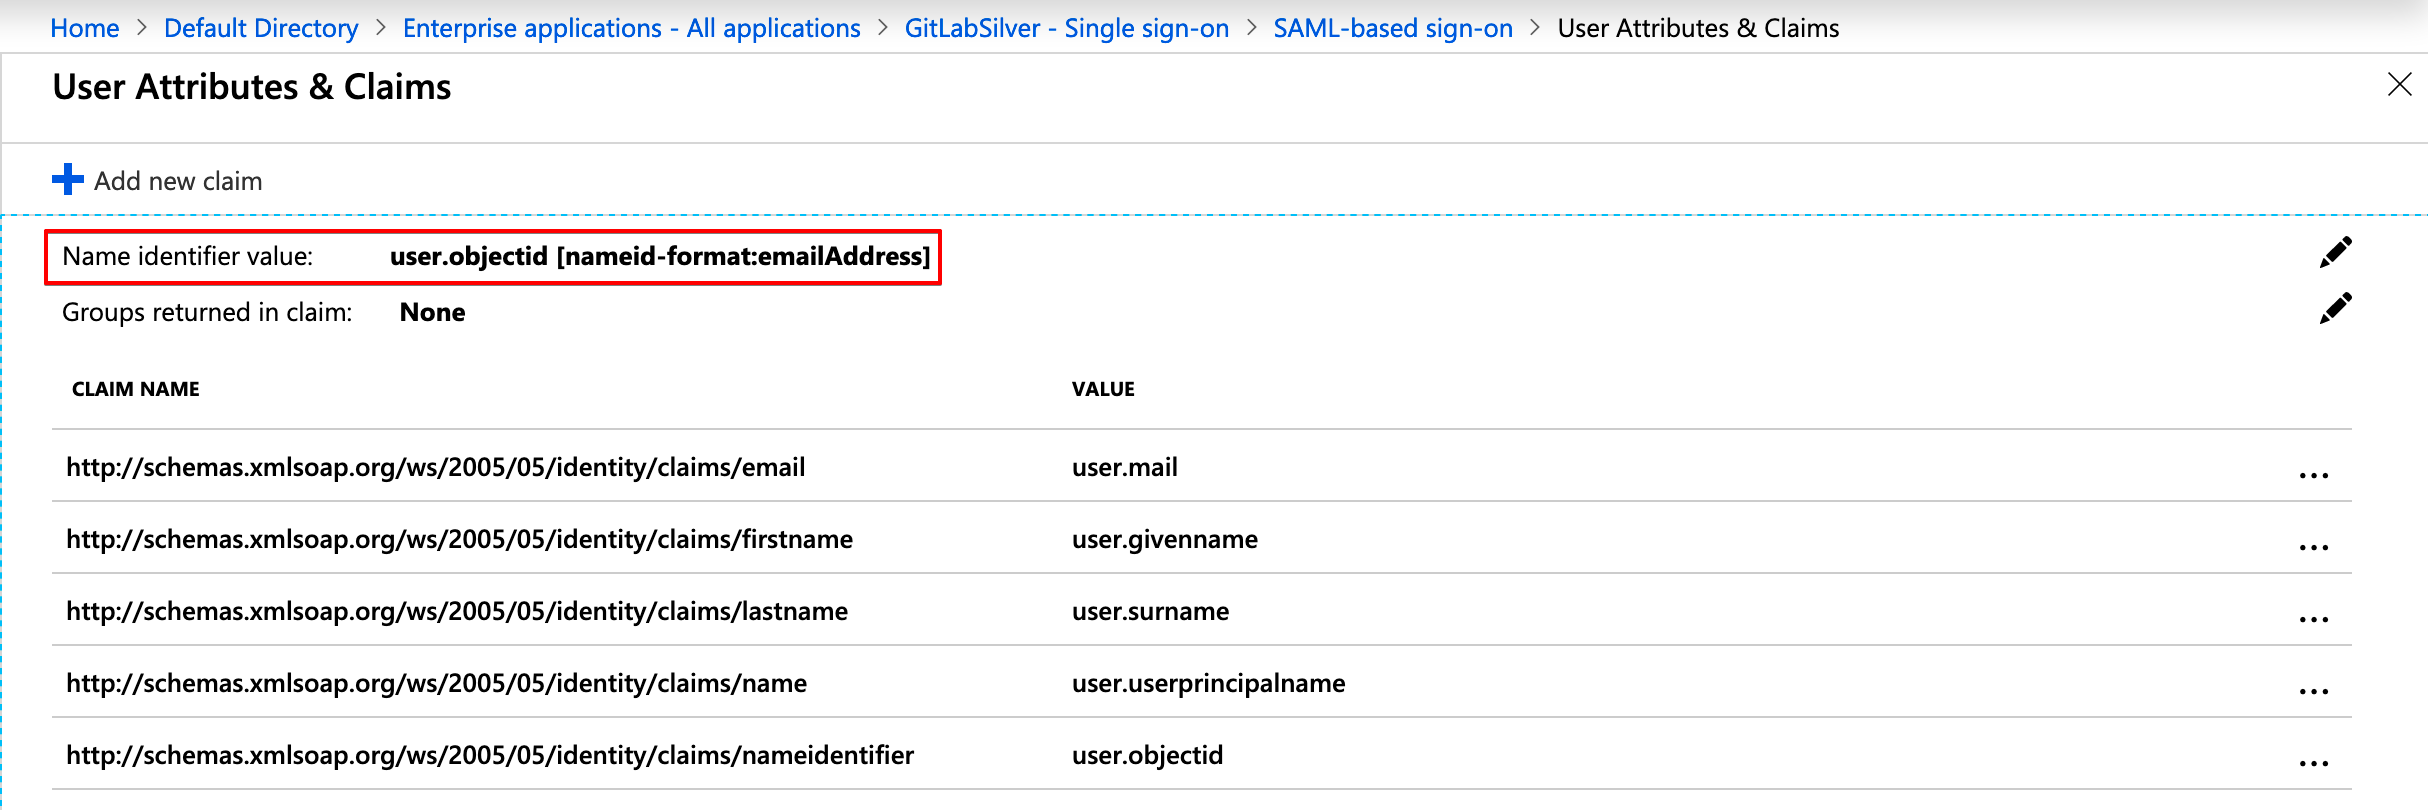 Home > Default Directory > Enterprise applications - All applications > GitLabSilver - Single sign-on > SAML-based sign-on > User Attributes & Claims
User Attributes & Claims
Add new claim
Name identifier value: user.objectid [nameid-format:emailAddress]
Groups returned in claim: None
CLAIM NAME VALUE
http://schemas.xmlsoap.org/ws/2005/05/identity/claims/email user.mail ...
http://schemas.xmlsoap.org/ws/2005/05/identity/claims/firstname user.givenname ...
http://schemas.xmlsoap.org/ws/2005/05/identity/claims/lastname user.surname ...
http://schemas.xmlsoap.org/ws/2005/05/identity/claims/name user.userprincipalname ...
http://schemas.xmlsoap.org/ws/2005/05/identity/claims/nameidentifier user.objectid ...